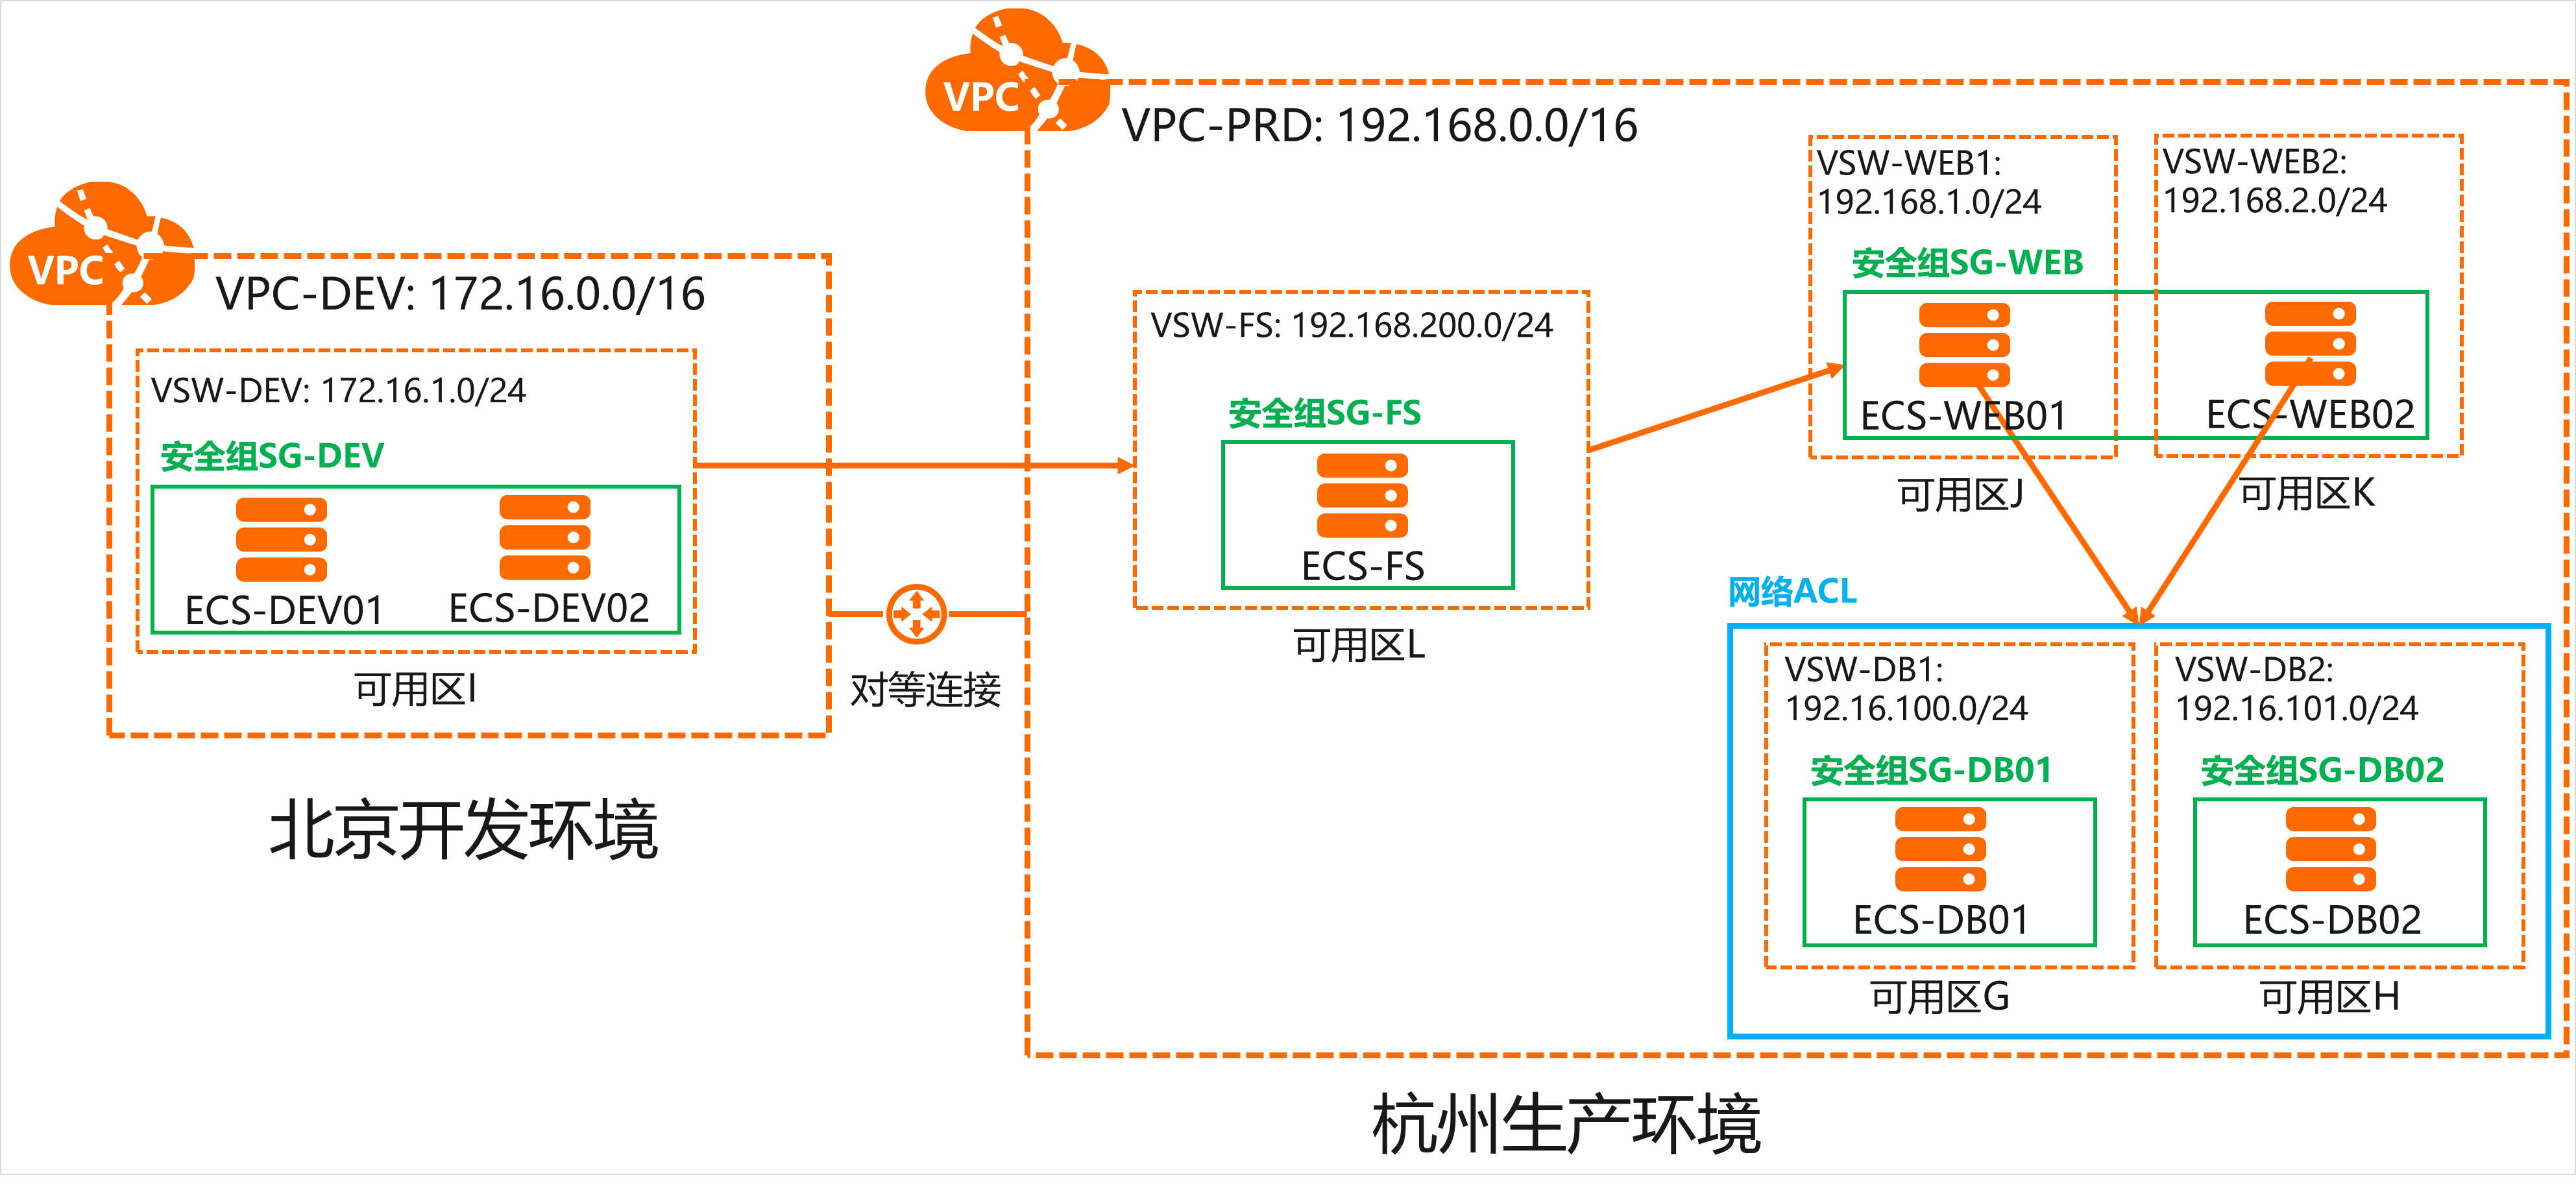 VPC
VPC-PRD: 192.168.0.0/16
VSW-WEB1:
192.168.1.0/24
VSW-WEB2:
192.168.2.0/24
VPC
VPC-DEV: 172.16.0.0/16
安全组SG-WEB
VSW-FS: 192.168.200.0/24
VSW-DEV: 172.16.1.0/24
安全组SG-FS
ECS-WEB01
ECS-WEB02
安全组SG-DEV
可用区J
可用区K
ECS-FS
ECS-DEV01
ECS-DEV02
网络ACL
可用区L
可用区I
对等连接
VSW-DB1:
192.16.100.0/24
VSW-DB2:
192.16.101.0/24
安全组SG-DB01
安全组SG-DB02
北京开发环境
ECS-DB01
ECS-DB02
可用区G
可用区H
杭州生产环境